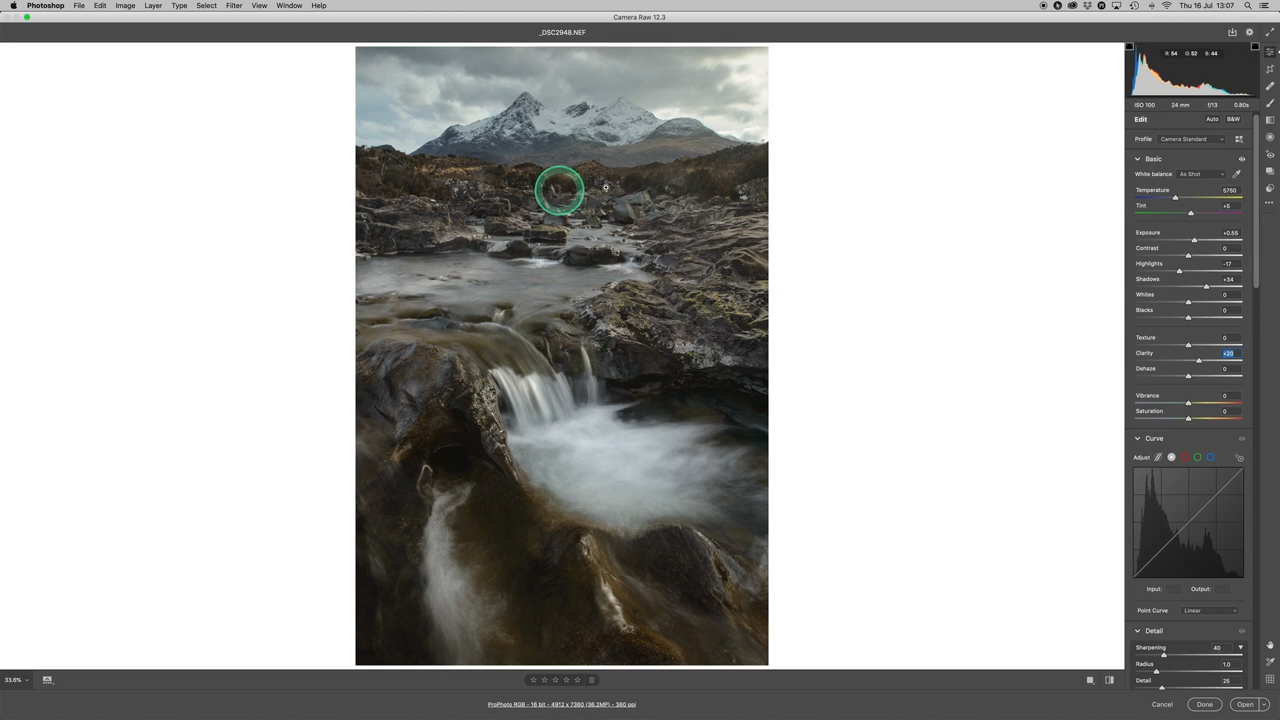 Photoshop File Edit Image Layer Type Select Filter View Window Help Thu 16 Jul 13:07
Camera Raw 12.3
_DSC2948.NEF
R: 54 G: 52 B: 44
ISO 100 24 mm f/13 0.80s
Edit Auto B&W
Profile Camera Standard
Basic
White balance As Shot
Temperature 5750
Tint +5
Exposure +0.55
Contrast 0
Highlights -17
Shadows +34
Whites 0
Blacks 0
Texture 0
Clarity +20
Dehaze 0
Vibrance 0
Saturation 0
Curve
Adjust
Input: Output:
Point Curve Linear
Detail
Sharpening 40
Radius 1.0
Detail 25
33.6%
ProPhoto RGB - 16 bit - 4912 x 7360 (36.2MP) - 360 ppi
Cancel Done Open